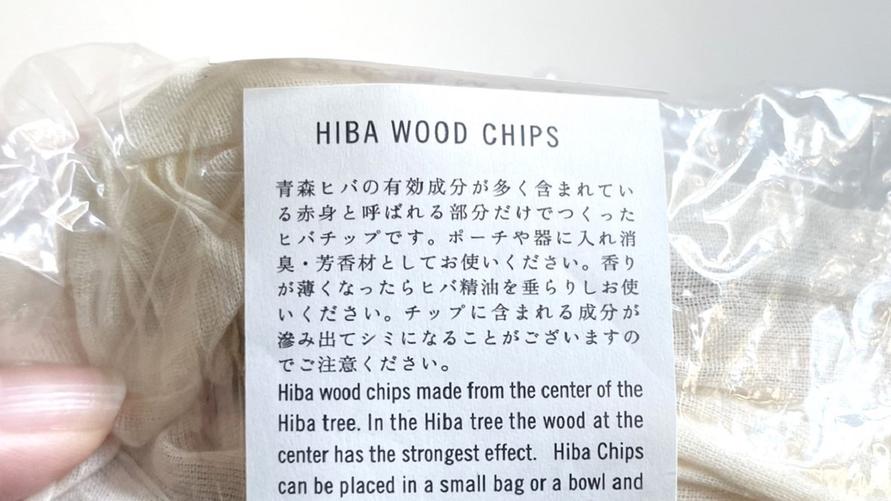 HIBA WOOD CHIPS
青森ヒバの有効成分が多く含まれてい
る赤身と呼ばれる部分だけでつくった
ヒバチップです。ポーチや器に入れ消
臭・芳香材としてお使いください。香り
が薄くなったらヒバ精油を垂らりしお使
いください。チップに含まれる成分が
滲み出てシミになることがございますの
でご注意ください。
Hiba wood chips made from the center of the
Hiba tree. In the Hiba tree the wood at the
center has the strongest effect. Hiba Chips
can be placed in a small bag or a bowl and